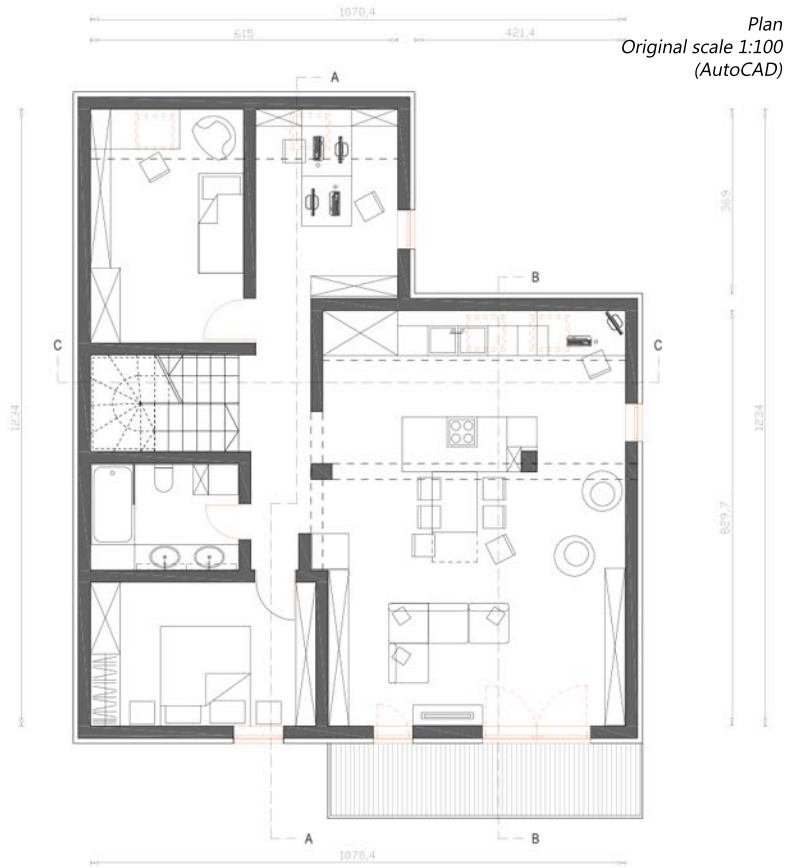 1070,4
Plan
615
421,4
Original scale 1:100
(AutoCAD)
A
369
B
C
C
1234
1234
829,7
A
B
1070,4